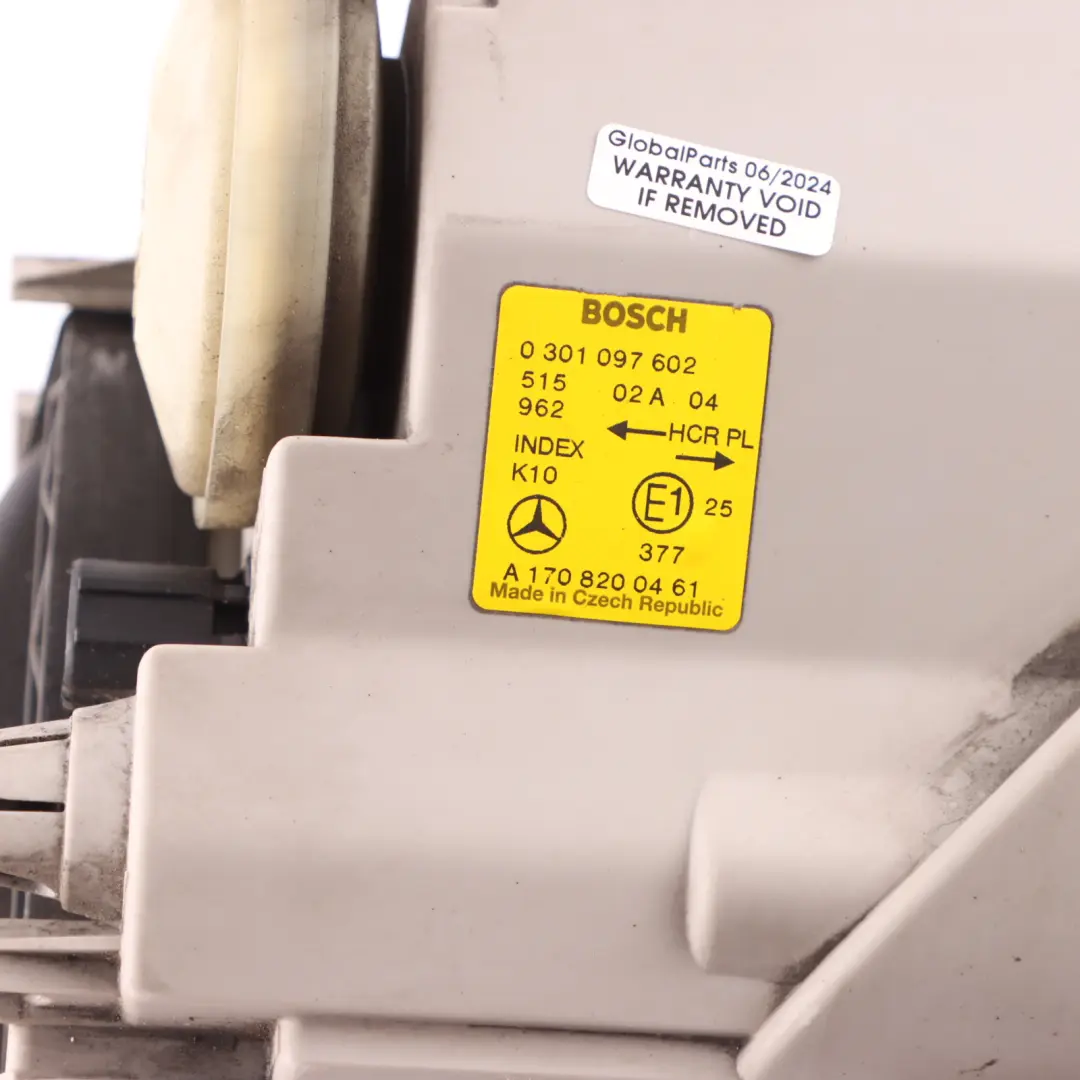 GlobalParts 06/2024
WARRANTY VOID
IF REMOVED
BOSCH
0 301 097 602
515 02 A 04
962
HCR PL
INDEX
K10
E1 25
377
A 170 820 04 61
Made in Czech Republic